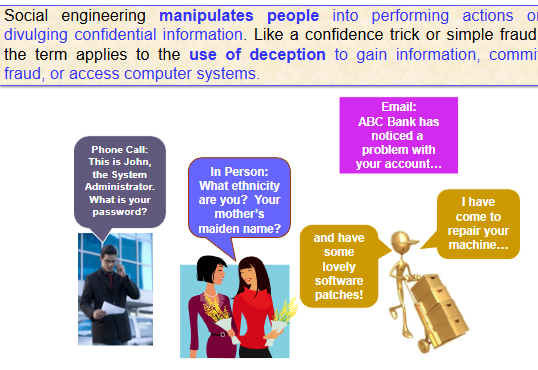 Social engineering manipulates people into performing actions or
divulging confidential information. Like a confidence trick or simple fraud,
the term applies to the use of deception to gain information, commit
fraud, or access computer systems.
Email:
ABC Bank has
noticed a
problem with
your account…
Phone Call:
This is John,
the System
Administrator.
What is your
password?
In Person:
What ethnicity
are you? Your
mother's
maiden name?
I have
come to
repair your
machine…
and have
some
lovely
software
patches!